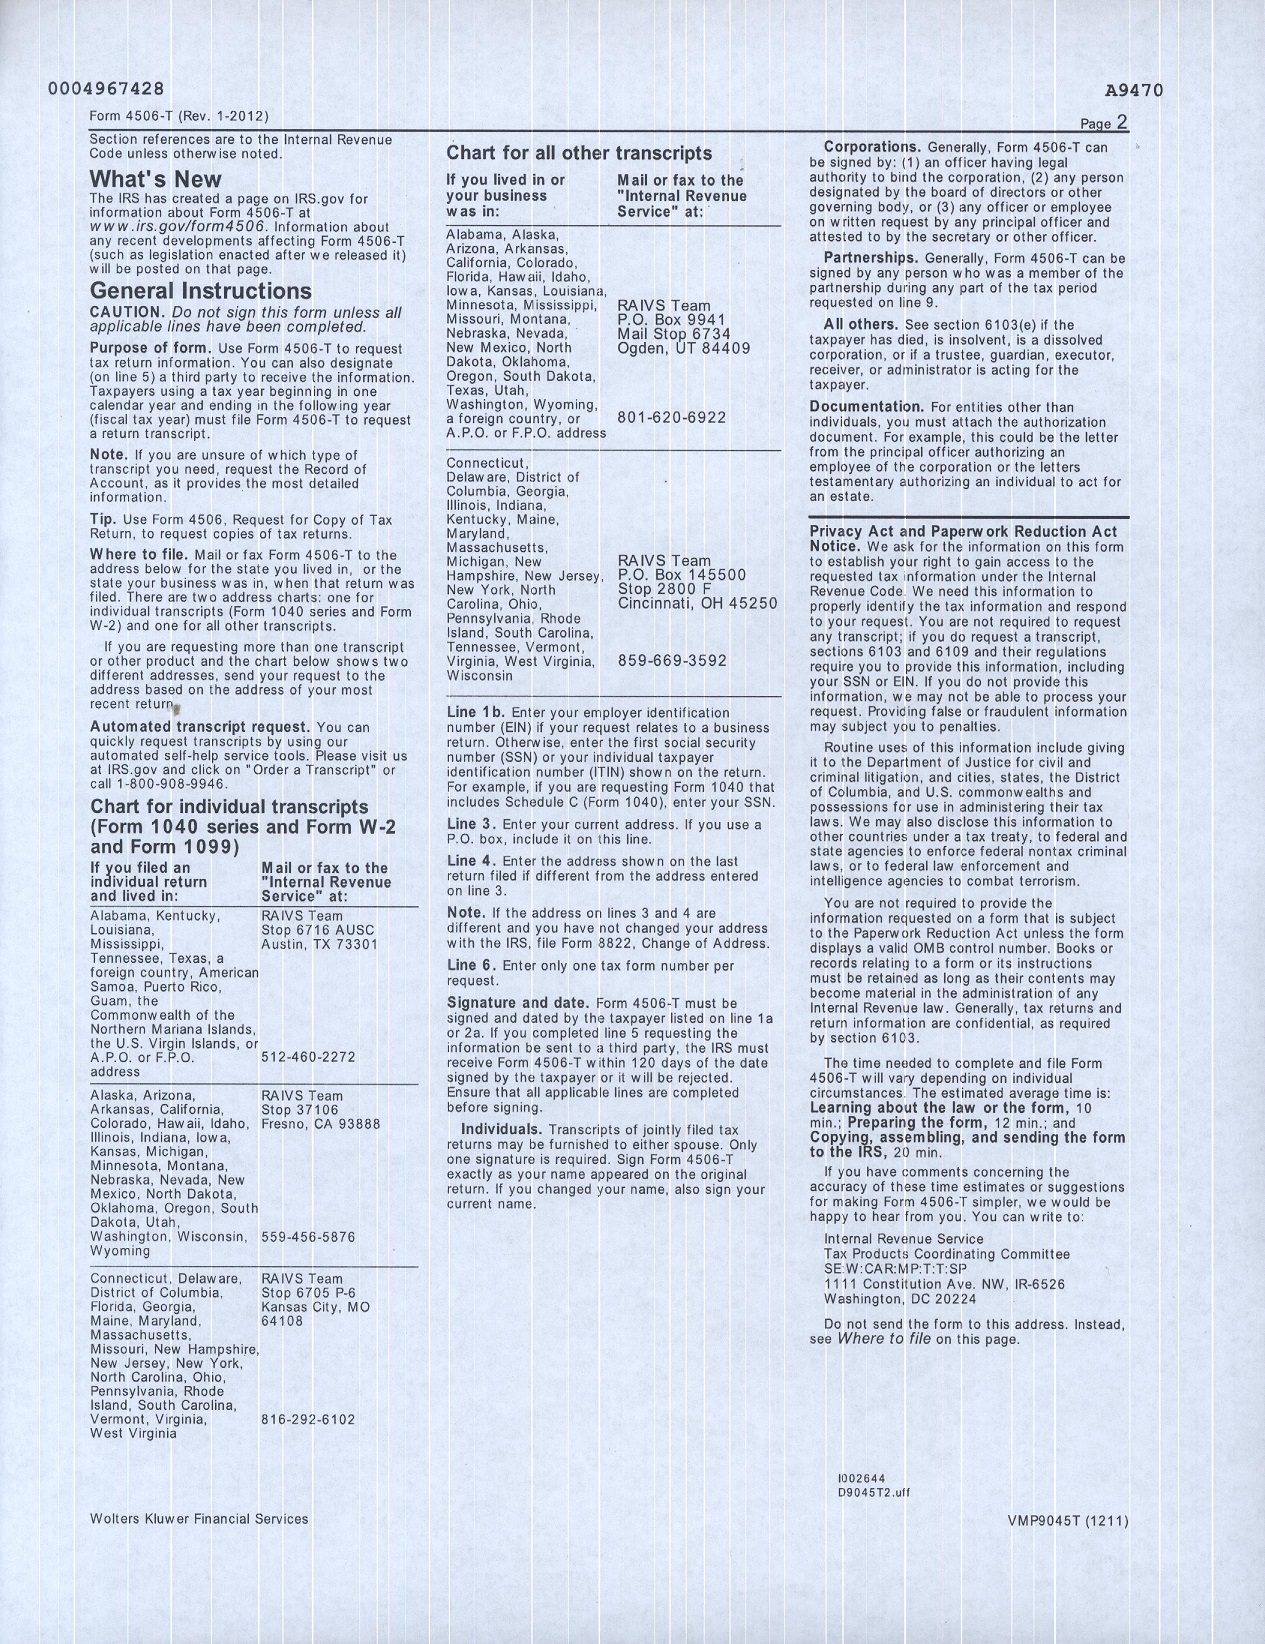 0004967428
A9470
Form 4506-T (Rev. 1-2012)
Page 2
Section references are to the Internal Revenue
Code unless otherwise noted.
What's New
The IRS has created a page on IRS.gov for
information about Form 4506-T at
www.irs.gov/form4506. Information about
any recent developments affecting Form 4506-T
(such as legislation enacted after we released it)
will be posted on that page.
General Instructions
CAUTION. Do not sign this form unless all
applicable lines have been completed.
Purpose of form. Use Form 4506-T to request
tax return information. You can also designate
(on line 5) a third party to receive the information.
Taxpayers using a tax year beginning in one
calendar year and ending in the following year
(fiscal tax year) must file Form 4506-T to request
a return transcript.
Note. If you are unsure of which type of
transcript you need, request the Record of
Account, as it provides the most detailed
information.
Tip. Use Form 4506, Request for Copy of Tax
Return, to request copies of tax returns.
Where to file. Mail or fax Form 4506-T to the
address below for the state you lived in, or the
state your business was in, when that return was
filed. There are two address charts: one for
individual transcripts (Form 1040 series and Form
W-2) and one for all other transcripts.
If you are requesting more than one transcript
or other product and the chart below shows two
different addresses, send your request to the
address based on the address of your most
recent return.
Automated transcript request. You can
quickly request transcripts by using our
automated self-help service tools. Please visit us
at IRS.gov and click on "Order a Transcript" or
call 1-800-908-9946.
Chart for individual transcripts
(Form 1040 series and Form W-2
and Form 1099)
If you filed an
individual return
and lived in:
Mail or fax to the
"Internal Revenue
Service" at:
Alabama, Kentucky,
Louisiana,
Mississippi,
Tennessee, Texas, a
foreign country, American
Samoa, Puerto Rico,
Guam, the
Commonwealth of the
Northern Mariana Islands,
the U.S. Virgin Islands, or
A.P.O. or F.P.O.
address
RAIVS Team
Stop 6716 AUSC
Austin, TX 73301
512-460-2272
Alaska, Arizona,
Arkansas, California,
Colorado, Hawaii, Idaho,
Illinois, Indiana, Iowa,
Kansas, Michigan,
Minnesota, Montana,
Nebraska, Nevada, New
Mexico, North Dakota,
Oklahoma, Oregon, South
Dakota, Utah,
Washington, Wisconsin,
Wyoming
RAIVS Team
Stop 37106
Fresno, CA 93888
559-456-5876
Connecticut, Delaware,
District of Columbia,
Florida, Georgia,
Maine, Maryland,
Massachusetts,
Missouri, New Hampshire,
New Jersey, New York,
North Carolina, Ohio,
Pennsylvania, Rhode
Island, South Carolina,
Vermont, Virginia,
West Virginia
RAIVS Team
Stop 6705 P-6
Kansas City, MO
64108
816-292-6102
Chart for all other transcripts
If you lived in or
your business
was in:
Mail or fax to the
"Internal Revenue
Service" at:
Alabama, Alaska,
Arizona, Arkansas,
California, Colorado,
Florida, Hawaii, Idaho,
Iowa, Kansas, Louisiana,
Minnesota, Mississippi,
Missouri, Montana,
Nebraska, Nevada,
New Mexico, North
Dakota, Oklahoma,
Oregon, South Dakota,
Texas, Utah,
Washington, Wyoming,
a foreign country, or
A.P.O. or F.P.O. address
RAIVS Team
P.O. Box 9941
Mail Stop 6734
Ogden, UT 84409
801-620-6922
Connecticut,
Delaware, District of
Columbia, Georgia,
Illinois, Indiana,
Kentucky, Maine,
Maryland,
Massachusetts,
Michigan, New
Hampshire, New Jersey,
New York, North
Carolina, Ohio,
Pennsylvania, Rhode
Island, South Carolina,
Tennessee, Vermont,
Virginia, West Virginia,
Wisconsin
RAIVS Team
P.O. Box 145500
Stop 2800 F
Cincinnati, OH 45250
859-669-3592
Line 1b. Enter your employer identification
number (EIN) if your request relates to a business
return. Otherwise, enter the first social security
number (SSN) or your individual taxpayer
identification number (ITIN) shown on the return.
For example, if you are requesting Form 1040 that
includes Schedule C (Form 1040), enter your SSN.
Line 3. Enter your current address. If you use a
P.O. box, include it on this line.
Line 4. Enter the address shown on the last
return filed if different from the address entered
on line 3.
Note. If the address on lines 3 and 4 are
different and you have not changed your address
with the IRS, file Form 8822, Change of Address.
Line 6. Enter only one tax form number per
request.
Signature and date. Form 4506-T must be
signed and dated by the taxpayer listed on line 1a
or 2a. If you completed line 5 requesting the
information be sent to a third party, the IRS must
receive Form 4506-T within 120 days of the date
signed by the taxpayer or it will be rejected.
Ensure that all applicable lines are completed
before signing.
Individuals. Transcripts of jointly filed tax
returns may be furnished to either spouse. Only
one signature is required. Sign Form 4506-T
exactly as your name appeared on the original
return. If you changed your name, also sign your
current name.
Corporations. Generally, Form 4506-T can
be signed by: (1) an officer having legal
authority to bind the corporation, (2) any person
designated by the board of directors or other
governing body, or (3) any officer or employee
on written request by any principal officer and
attested to by the secretary or other officer.
Partnerships. Generally, Form 4506-T can be
signed by any person who was a member of the
partnership during any part of the tax period
requested on line 9.
All others. See section 6103(e) if the
taxpayer has died, is insolvent, is a dissolved
corporation, or if a trustee, guardian, executor,
receiver, or administrator is acting for the
taxpayer.
Documentation. For entities other than
individuals, you must attach the authorization
document. For example, this could be the letter
from the principal officer authorizing an
employee of the corporation or the letters
testamentary authorizing an individual to act for
an estate.
Privacy Act and Paperwork Reduction Act
Notice. We ask for the information on this form
to establish your right to gain access to the
requested tax information under the Internal
Revenue Code. We need this information to
properly identify the tax information and respond
to your request. You are not required to request
any transcript; if you do request a transcript,
sections 6103 and 6109 and their regulations
require you to provide this information, including
your SSN or EIN. If you do not provide this
information, we may not be able to process your
request. Providing false or fraudulent information
may subject you to penalties.
Routine uses of this information include giving
it to the Department of Justice for civil and
criminal litigation, and cities, states, the District
of Columbia, and U.S. commonwealths and
possessions for use in administering their tax
laws. We may also disclose this information to
other countries under a tax treaty, to federal and
state agencies to enforce federal nontax criminal
laws, or to federal law enforcement and
intelligence agencies to combat terrorism.
You are not required to provide the
information requested on a form that is subject
to the Paperwork Reduction Act unless the form
displays a valid OMB control number. Books or
records relating to a form or its instructions
must be retained as long as their contents may
become material in the administration of any
Internal Revenue law. Generally, tax returns and
return information are confidential, as required
by section 6103.
The time needed to complete and file Form
4506-T will vary depending on individual
circumstances. The estimated average time is:
Learning about the law or the form, 10
min.; Preparing the form, 12 min.; and
Copying, assembling, and sending the form
to the IRS, 20 min.
If you have comments concerning the
accuracy of these time estimates or suggestions
for making Form 4506-T simpler, we would be
happy to hear from you. You can write to:
Internal Revenue Service
Tax Products Coordinating Committee
SE:W:CAR:MP:T:T:SP
1111 Constitution Ave. NW, IR-6526
Washington, DC 20224
Do not send the form to this address. Instead,
see Where to file on this page.
I002644
D9045T2.uff
Wolters Kluwer Financial Services
VMP9045T (1211)